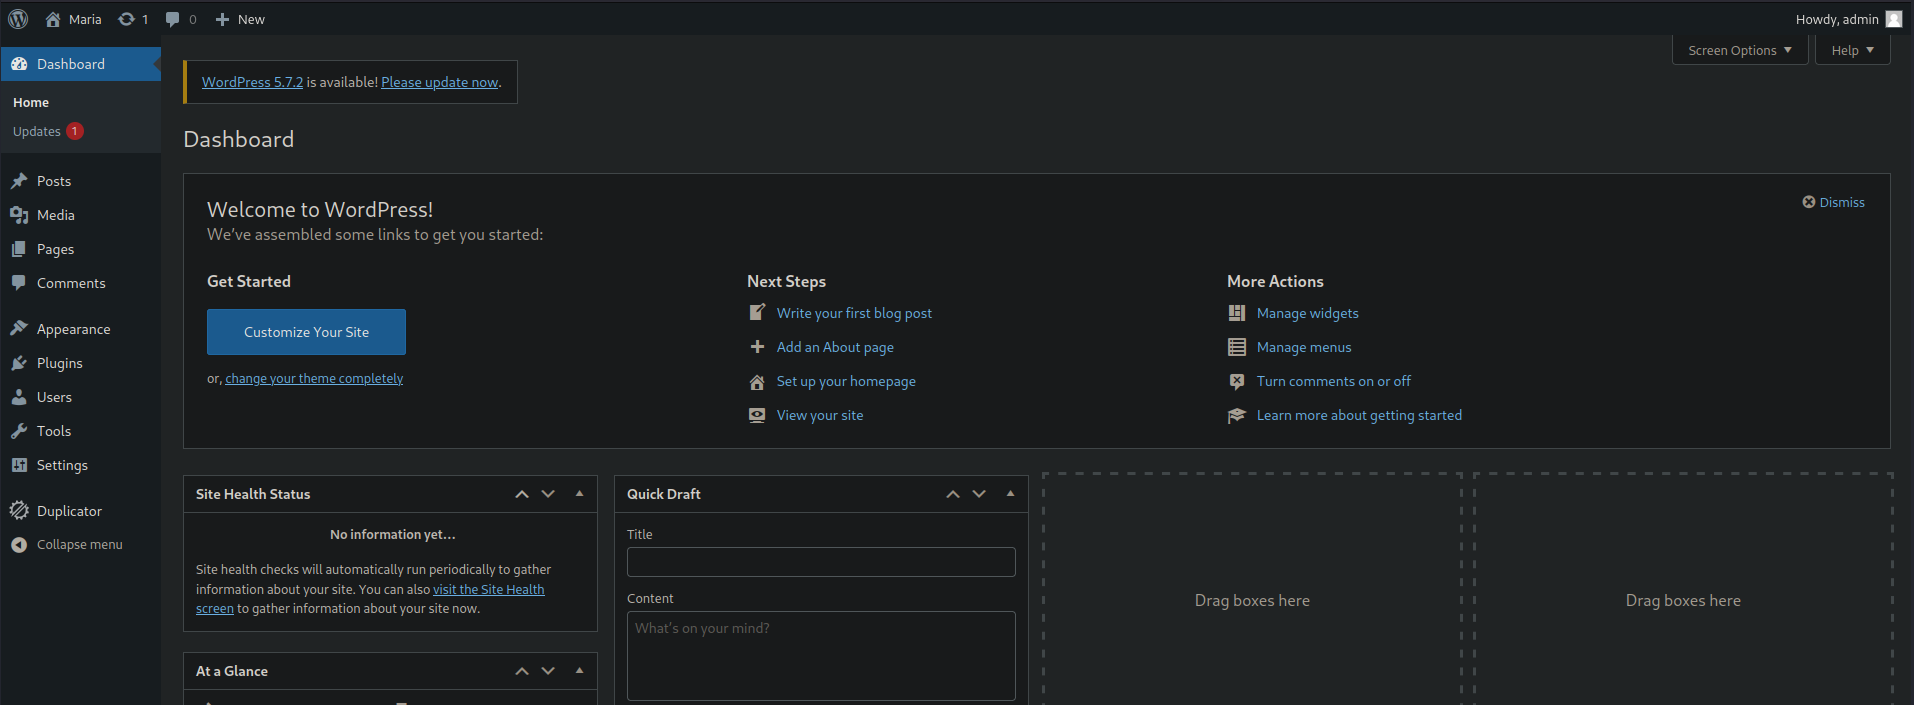 Maria 1 0 New Howdy, admin
Screen Options Help
Dashboard
Home
Updates 1
Posts
Media
Pages
Comments
Appearance
Plugins
Users
Tools
Settings
Duplicator
Collapse menu
WordPress 5.7.2 is available! Please update now.
Dashboard
Welcome to WordPress!
We've assembled some links to get you started:
Dismiss
Get Started
Customize Your Site
or, change your theme completely
Next Steps
Write your first blog post
Add an About page
Set up your homepage
View your site
More Actions
Manage widgets
Manage menus
Turn comments on or off
Learn more about getting started
Site Health Status
No information yet…
Site health checks will automatically run periodically to gather
information about your site. You can also visit the Site Health
screen to gather information about your site now.
At a Glance
Quick Draft
Title
Content
What's on your mind?
Drag boxes here
Drag boxes here